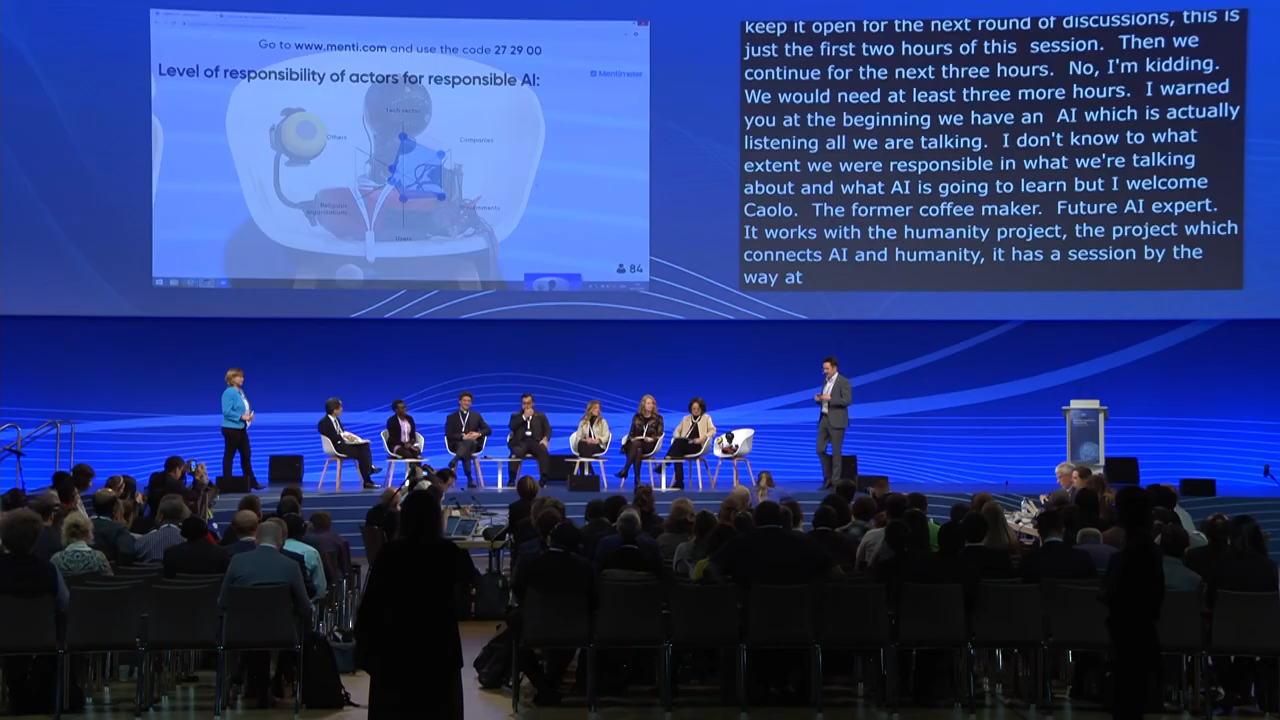 Go to www.menti.com and use the code 27 29 00
Level of responsibility of actors for responsible AI:
Mentimeter
Tech sector
Others
Companies
Religious
organisations
Users
84
keep it open for the next round of discussions, this is
just the first two hours of this session. Then we
continue for the next three hours. No, I'm kidding.
We would need at least three more hours. I warned
you at the beginning we have an AI which is actually
listening all we are talking. I don't know to what
extent we were responsible in what we're talking
about and what AI is going to learn but I welcome
Caolo. The former coffee maker. Future AI expert.
It works with the humanity project, the project which
connects AI and humanity, it has a session by the
way at